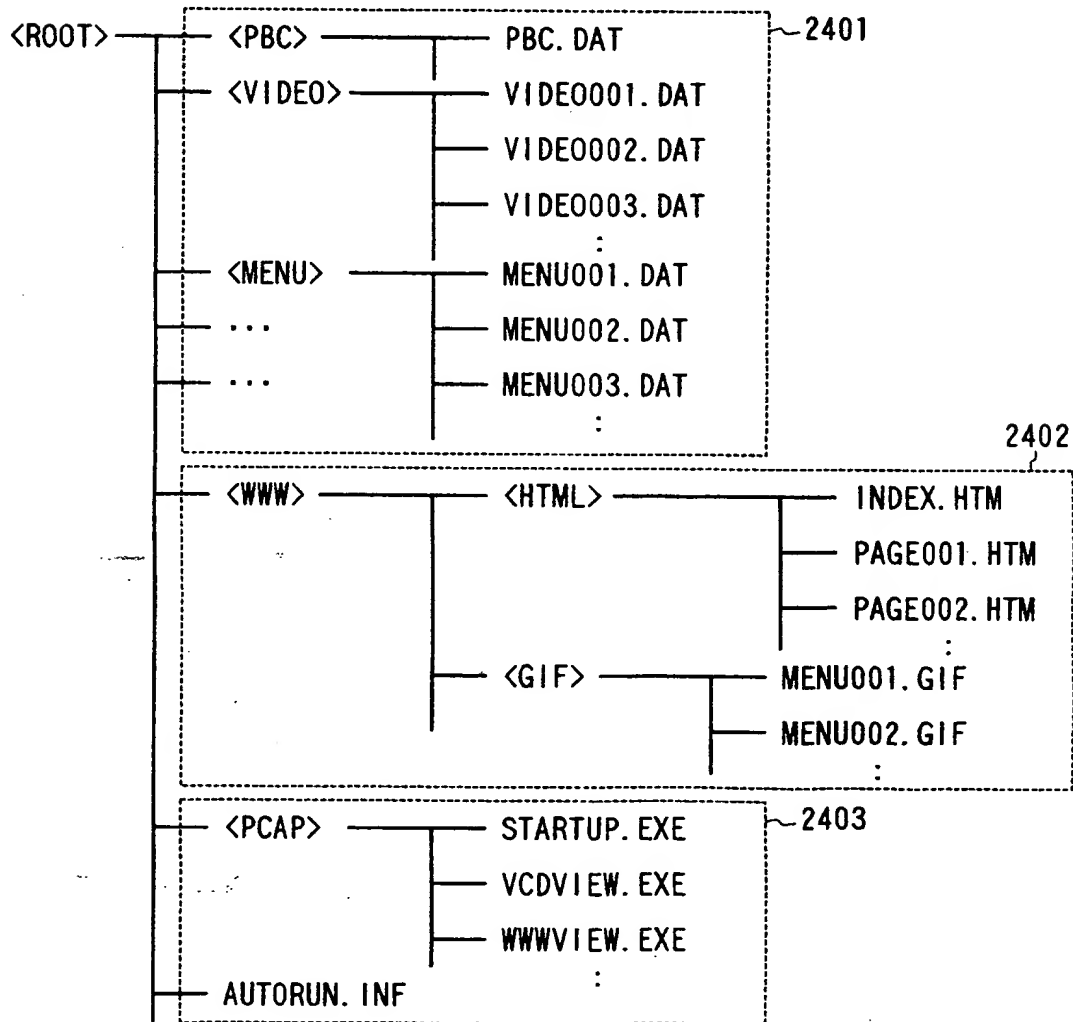 <ROOT> <PBC> PBC.DAT 2401
<VIDEO> VIDEO001.DAT
VIDEO002.DAT
VIDEO003.DAT
:
<MENU> MENU001.DAT
... MENU002.DAT
... MENU003.DAT
:
2402
<WWW> <HTML> INDEX.HTM
PAGE001.HTM
PAGE002.HTM
:
<GIF> MENU001.GIF
MENU002.GIF
:
<PCAP> STARTUP.EXE 2403
VCDVIEW.EXE
WWWVIEW.EXE
:
AUTORUN.INF